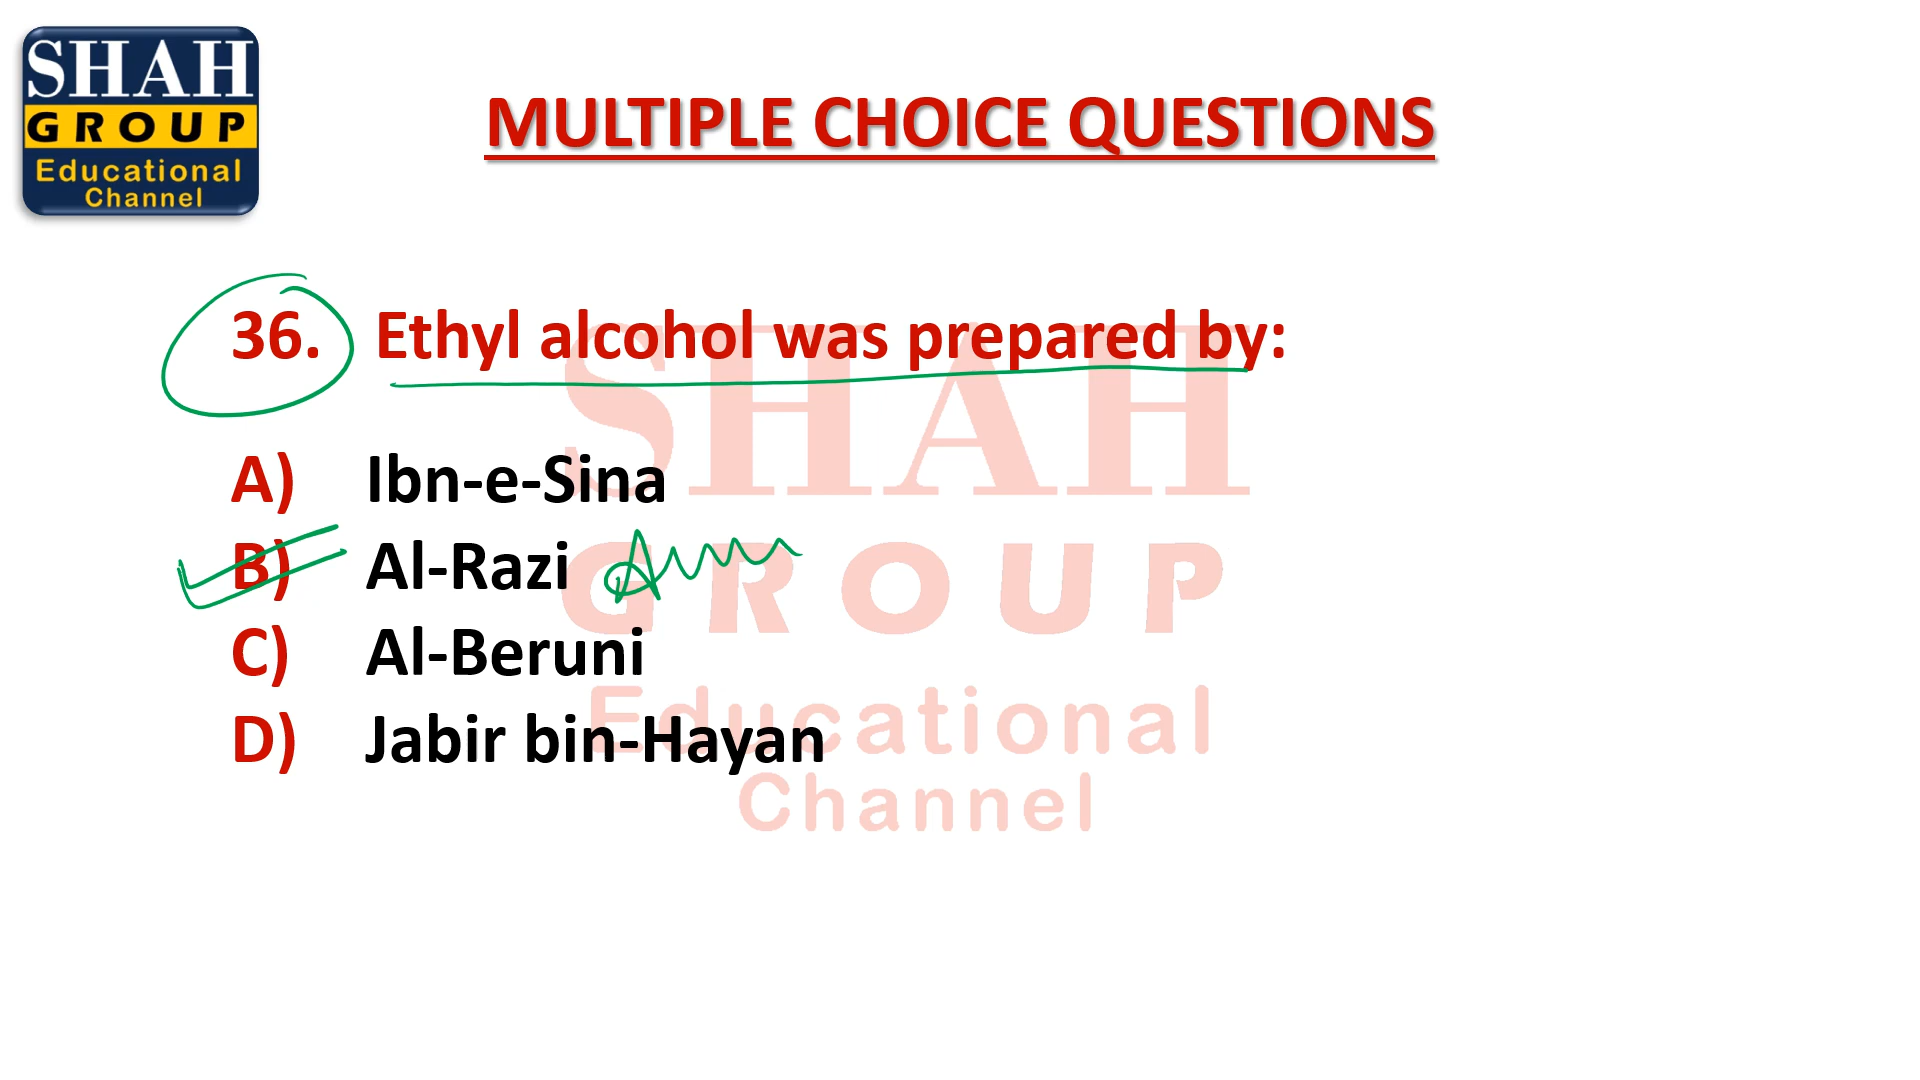 SHAH
GROUP
Educational
Channel
MULTIPLE CHOICE QUESTIONS
36. Ethyl alcohol was prepared by:
A) Ibn-e-Sina
B) Al-Razi
C) Al-Beruni
D) Jabir bin-Hayan
SHAH
GROUP
Educational
Channel